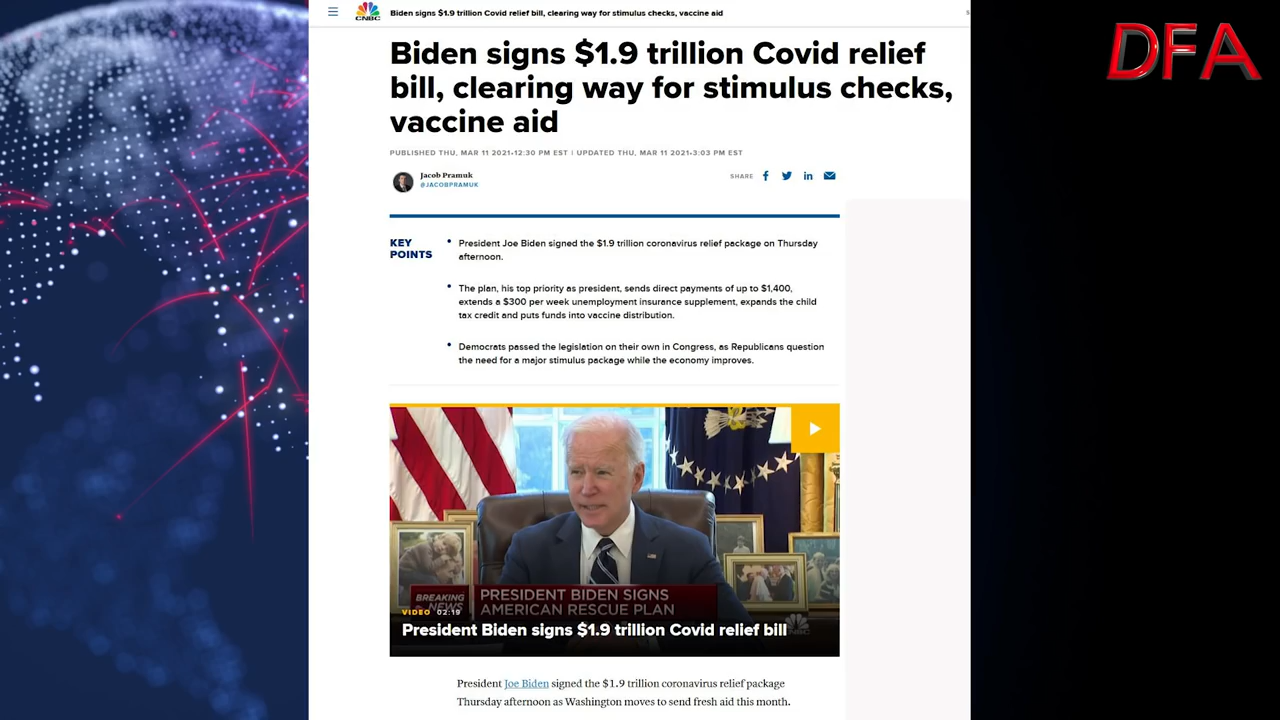 CNBC
Biden signs $1.9 trillion Covid relief bill, clearing way for stimulus checks, vaccine aid
DFA
Biden signs $1.9 trillion Covid relief
bill, clearing way for stimulus checks,
vaccine aid
PUBLISHED THU, MAR 11 2021•12:30 PM EST | UPDATED THU, MAR 11 2021•3:03 PM EST
Jacob Pramuk
@JACOBPRAMUK
SHARE
KEY
POINTS
• President Joe Biden signed the $1.9 trillion coronavirus relief package on Thursday
afternoon.
• The plan, his top priority as president, sends direct payments of up to $1,400,
extends a $300 per week unemployment insurance supplement, expands the child
tax credit and puts funds into vaccine distribution.
• Democrats passed the legislation on their own in Congress, as Republicans question
the need for a major stimulus package while the economy improves.
BREAKING
NEWS
PRESIDENT BIDEN SIGNS
AMERICAN RESCUE PLAN
VIDEO 02:19
President Biden signs $1.9 trillion Covid relief bill
CNBC
President Joe Biden signed the $1.9 trillion coronavirus relief package
Thursday afternoon as Washington moves to send fresh aid this month.